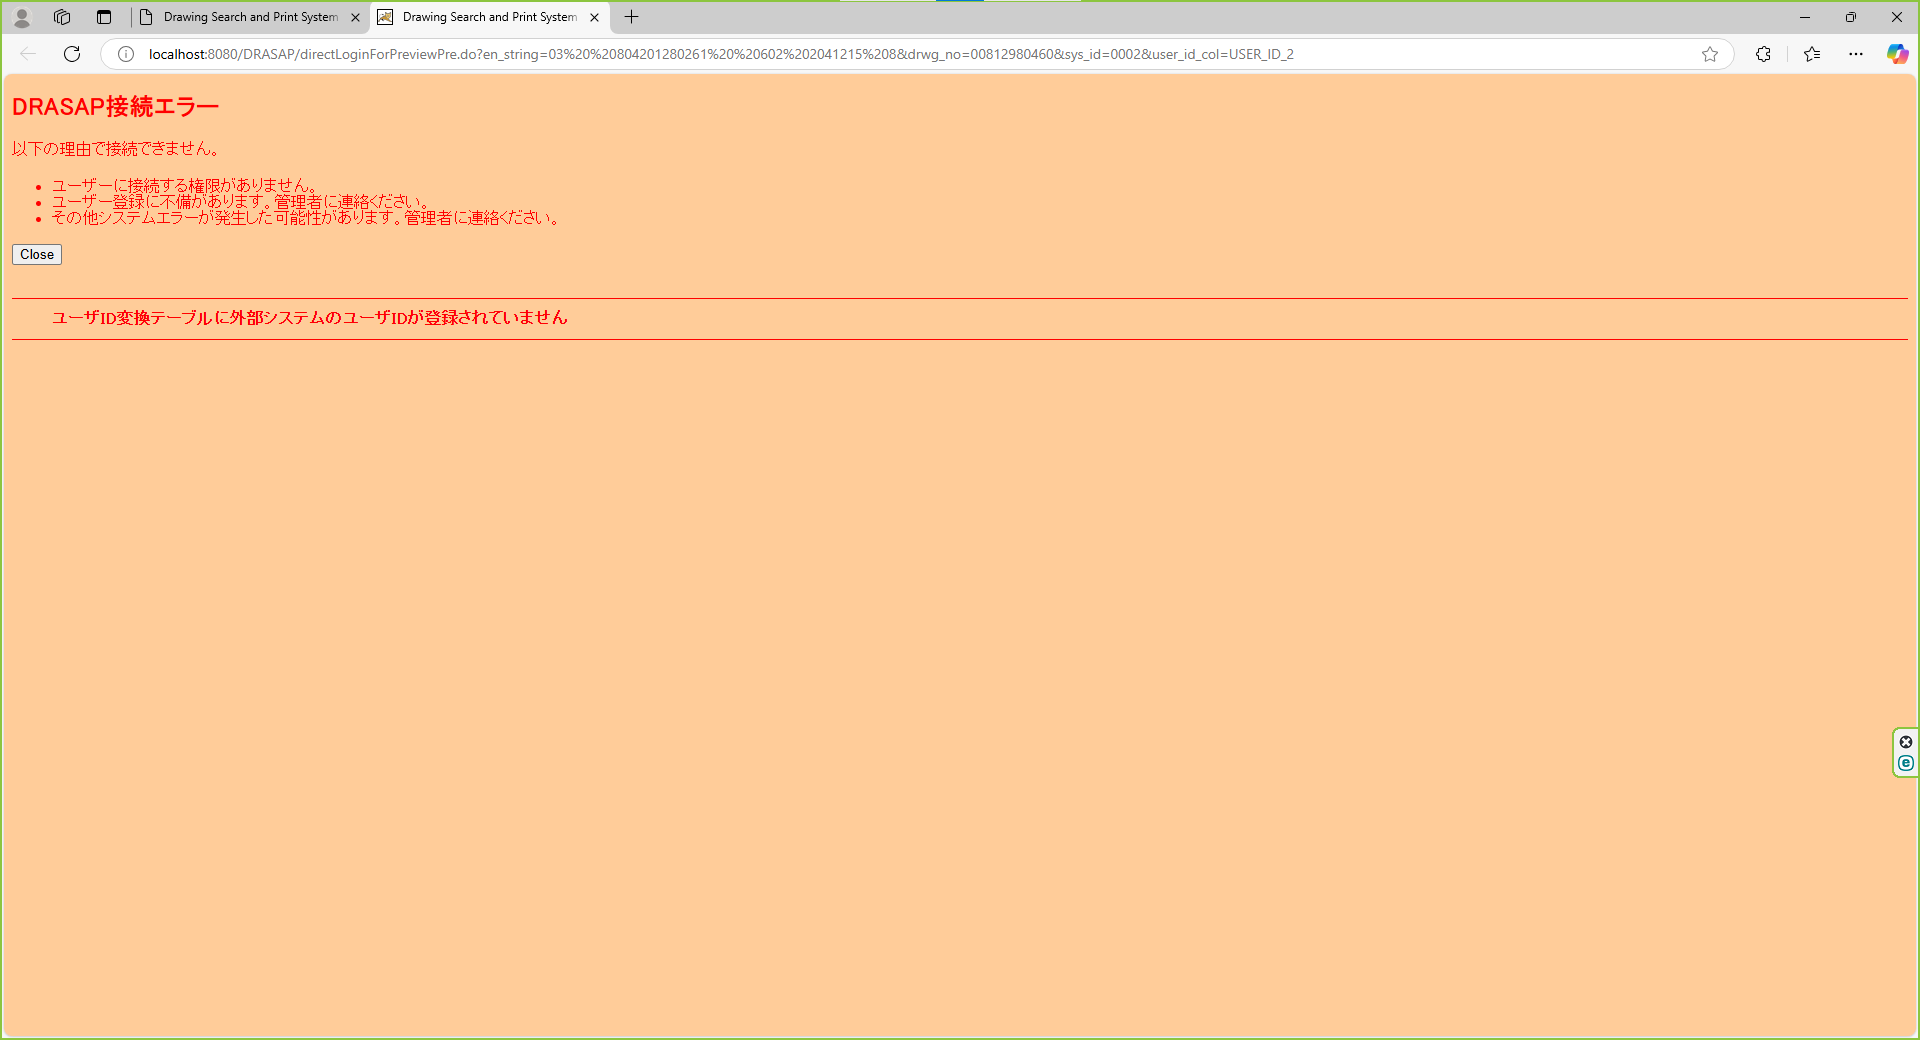 Drawing Search and Print System
Drawing Search and Print System
localhost:8080/DRASAP/directLoginForPreviewPre.do?en_string=03%20%20804201280261%20%20602%202041215%208&drwg_no=00812980460&sys_id=0002&user_id_col=USER_ID_2
DRASAP接続エラー
以下の理由で接続できません。
• ユーザーに接続する権限がありません。
• ユーザー登録に不備があります。管理者に連絡ください。
• その他システムエラーが発生した可能性があります。管理者に連絡ください。
Close
ユーザID変換テーブルに外部システムのユーザIDが登録されていません